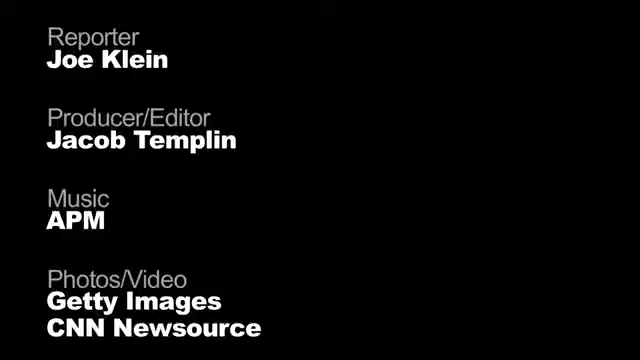 Reporter
Joe Klein
Producer/Editor
Jacob Templin
Music
APM
Photos/Video
Getty Images
CNN Newsource